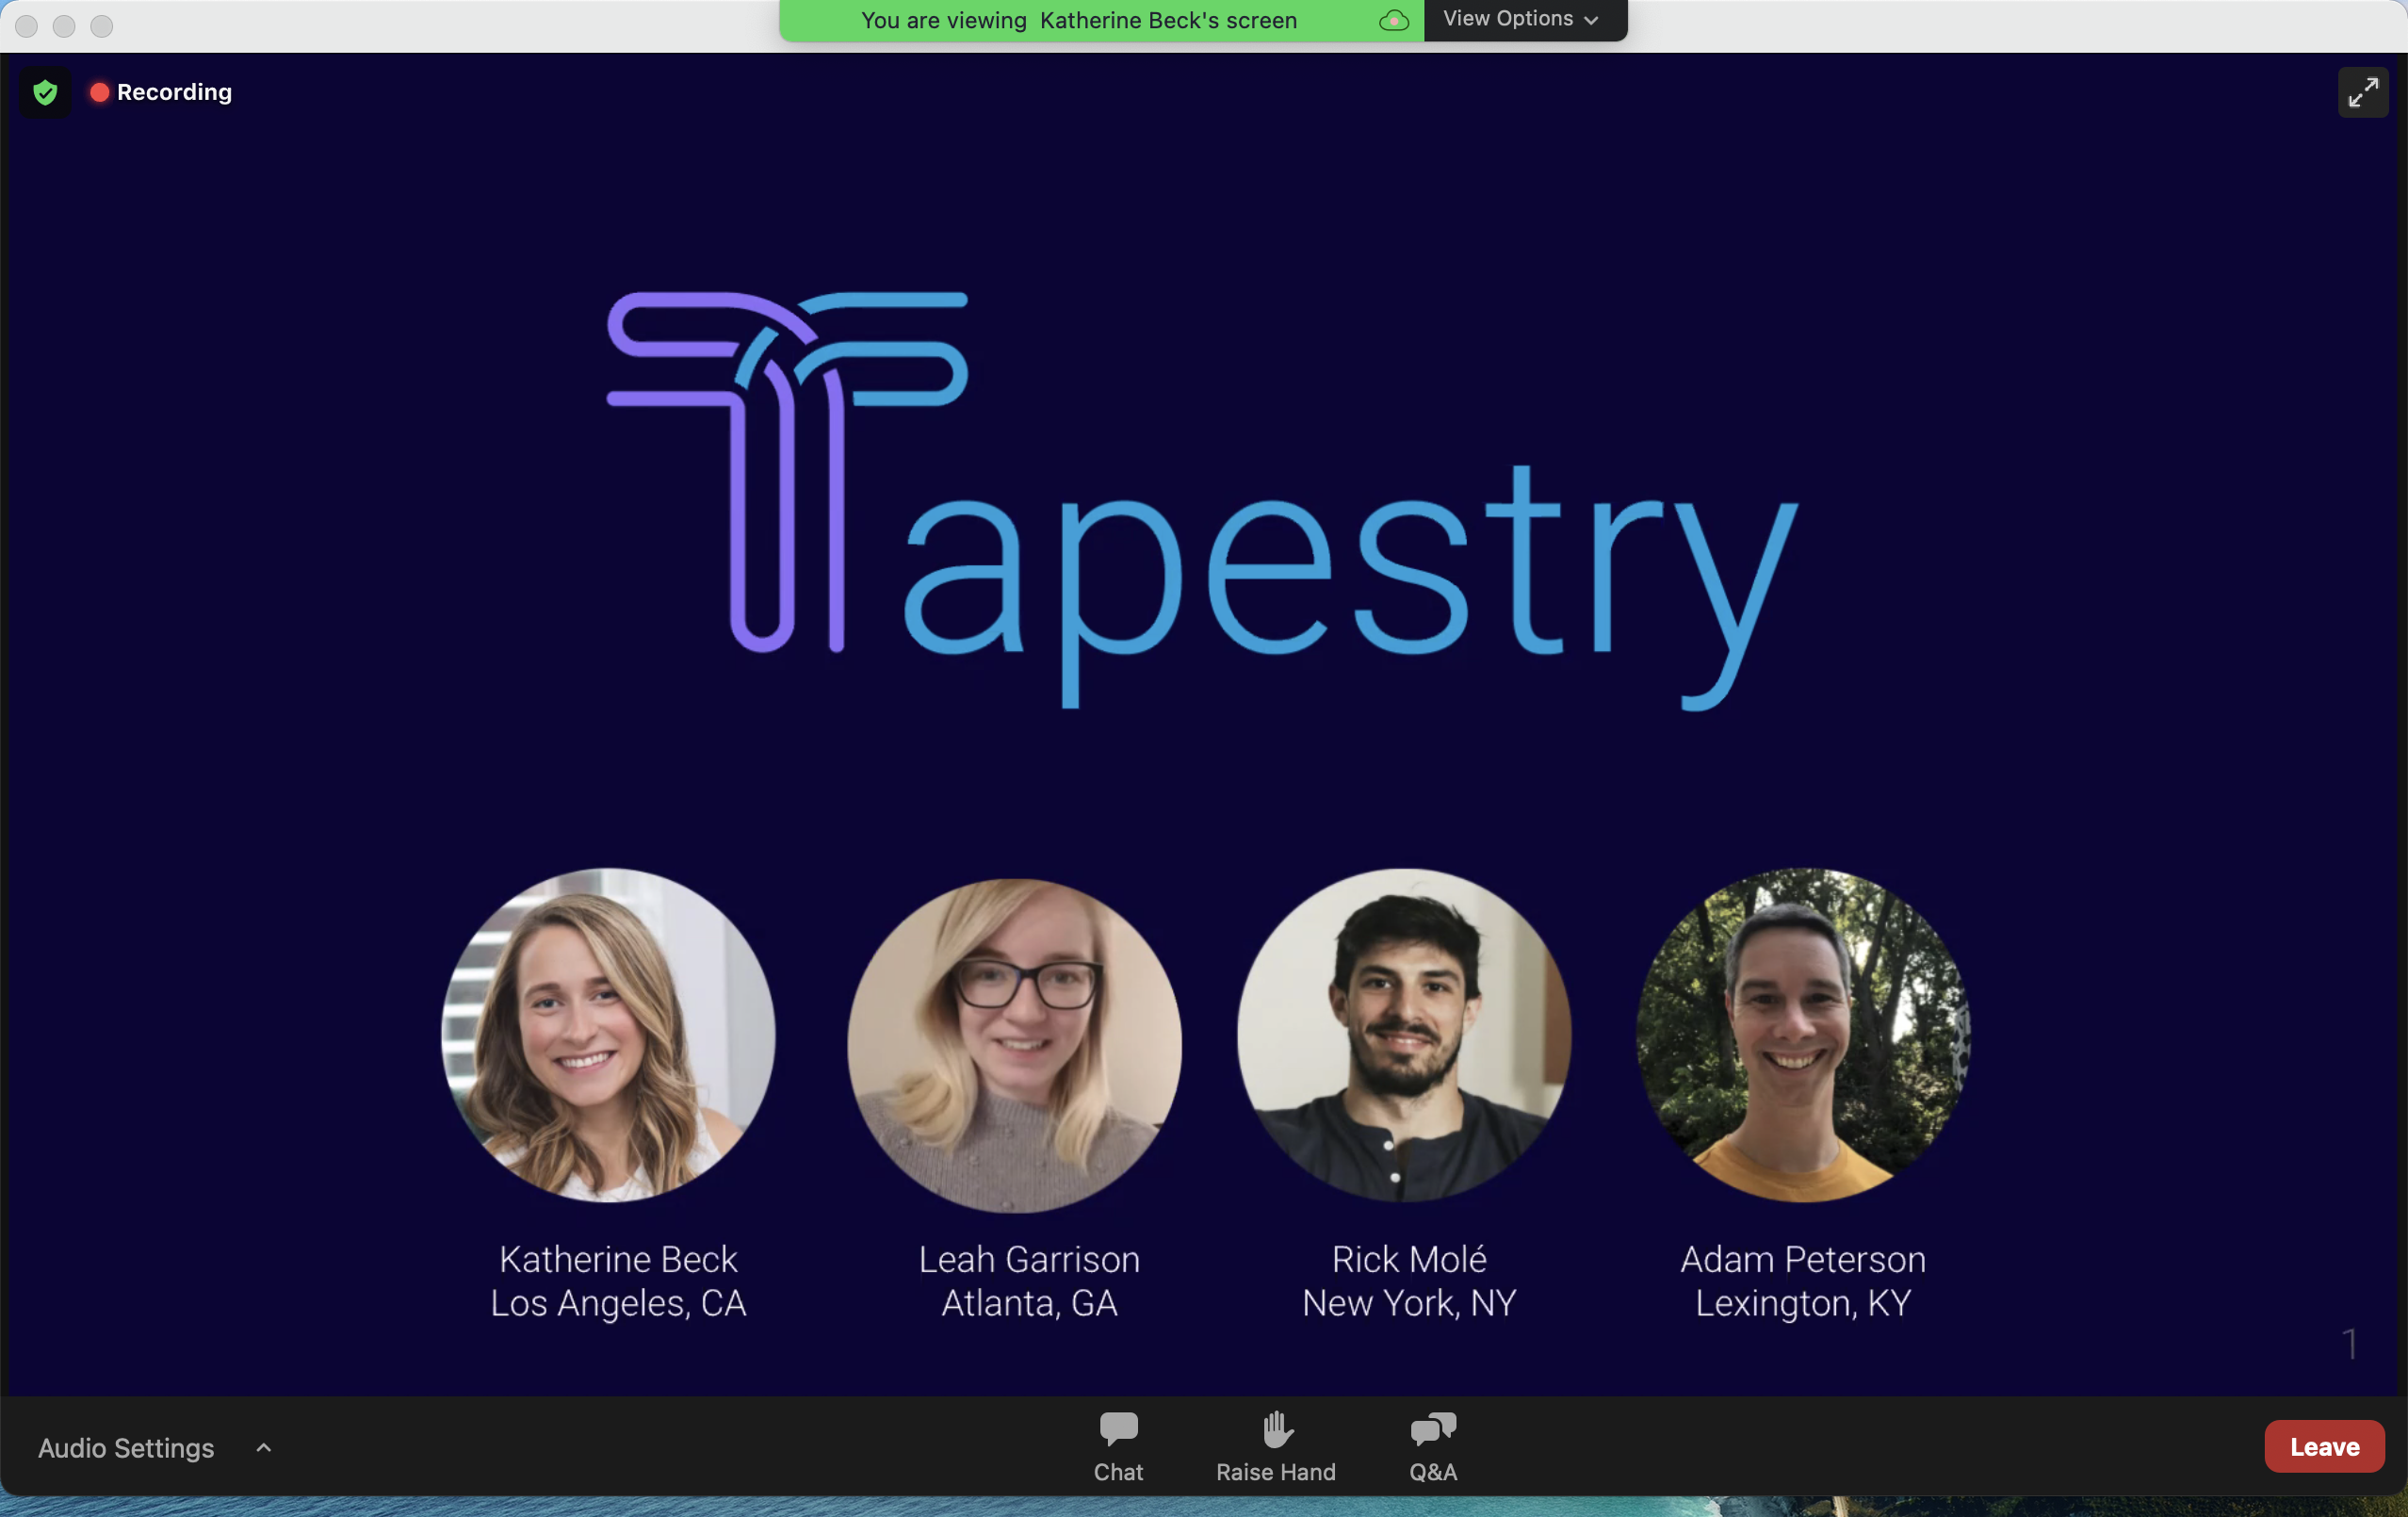 You are viewing Katherine Beck's screen
View Options
Recording
Tapestry
Katherine Beck
Los Angeles, CA
Leah Garrison
Atlanta, GA
Rick Molé
New York, NY
Adam Peterson
Lexington, KY
1
Audio Settings
Chat
Raise Hand
Q&A
Leave